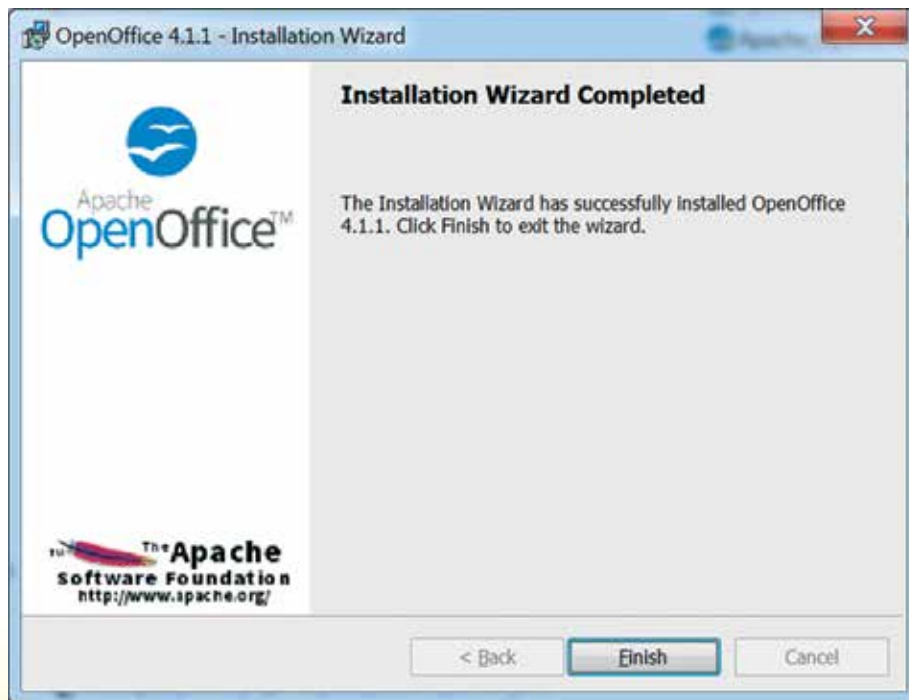 OpenOffice 4.1.1 - Installation Wizard
Installation Wizard Completed
Apache
OpenOffice™
The Installation Wizard has successfully installed OpenOffice
4.1.1. Click Finish to exit the wizard.
The Apache
Software Foundation
http://www.apache.org/
< Back
Finish
Cancel